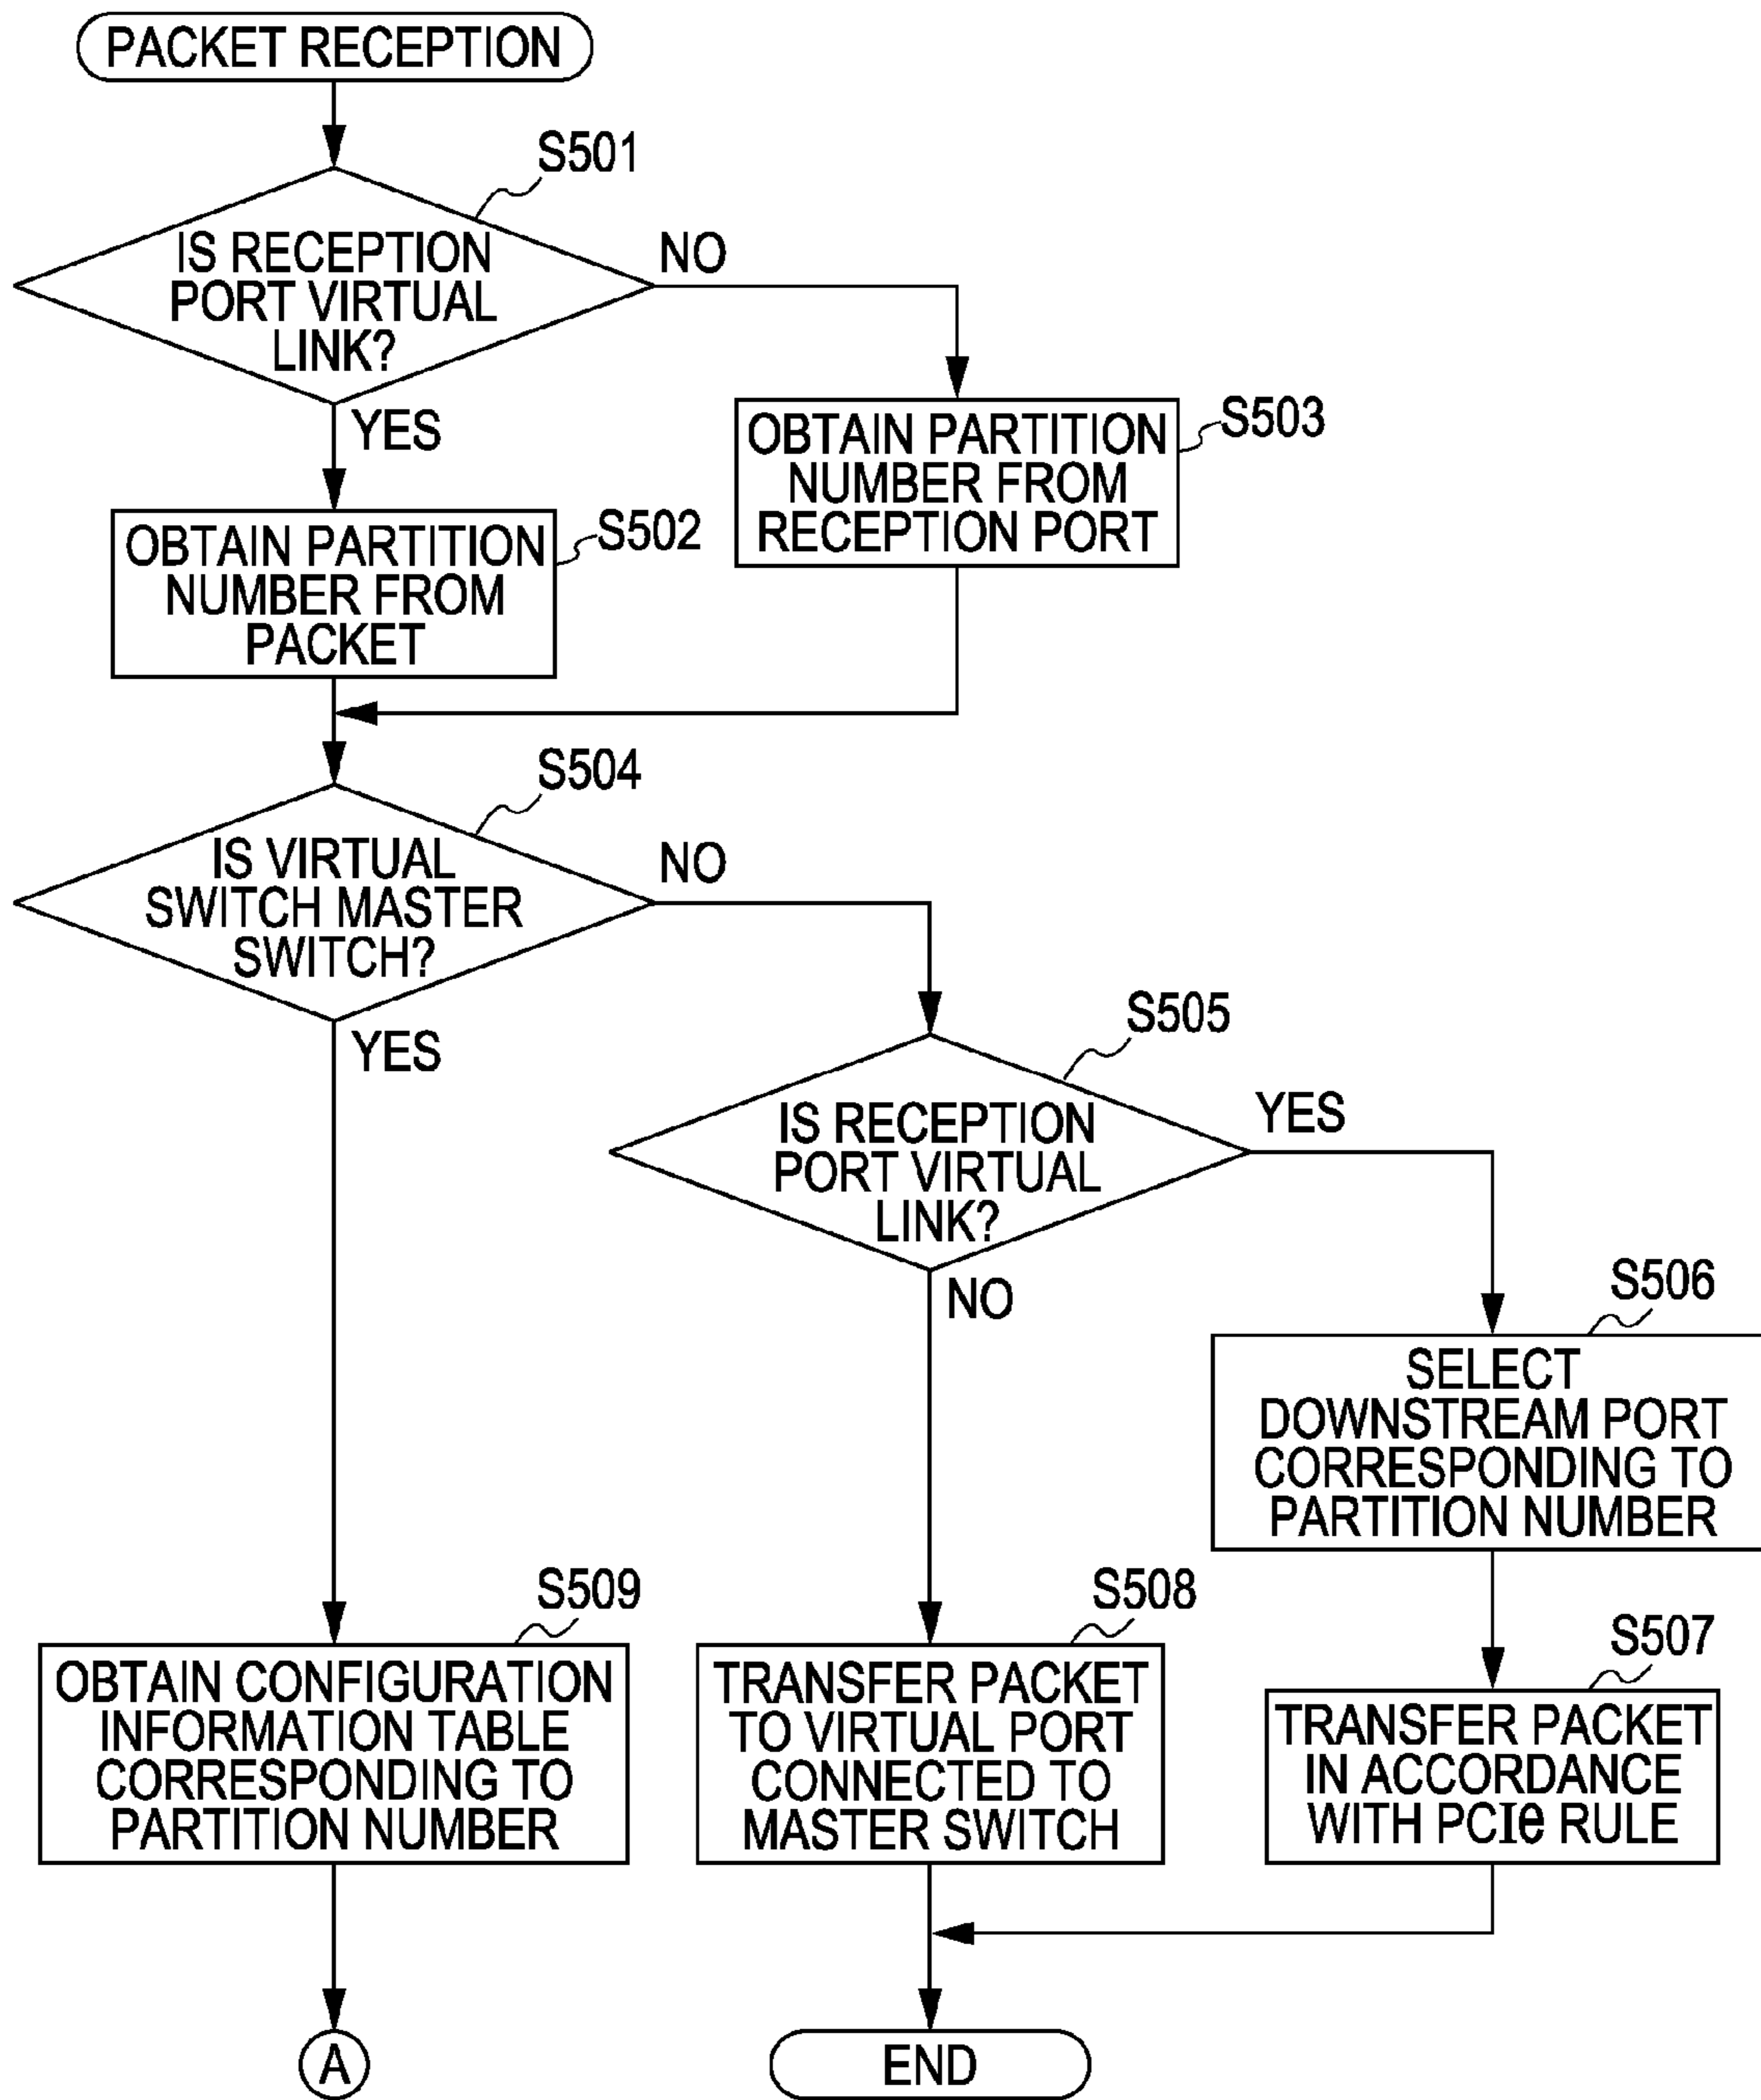 PACKET RECEPTION
S501
IS RECEPTION
PORT VIRTUAL
LINK?
NO
YES
OBTAIN PARTITION
NUMBER FROM
RECEPTION PORT
S503
OBTAIN PARTITION
NUMBER FROM
PACKET
S502
S504
IS VIRTUAL
SWITCH MASTER
SWITCH?
NO
YES
S505
IS RECEPTION
PORT VIRTUAL
LINK?
YES
NO
S506
SELECT
DOWNSTREAM PORT
CORRESPONDING TO
PARTITION NUMBER
S509
OBTAIN CONFIGURATION
INFORMATION TABLE
CORRESPONDING TO
PARTITION NUMBER
S508
TRANSFER PACKET
TO VIRTUAL PORT
CONNECTED TO
MASTER SWITCH
S507
TRANSFER PACKET
IN ACCORDANCE
WITH PCIe RULE
A
END